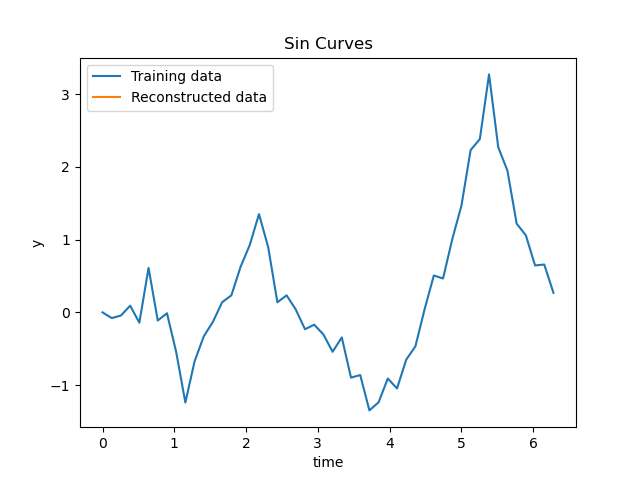 Sin Curves
Training data
Reconstructed data
3
2
1
0
−1
y
0 1 2 3 4 5 6
time